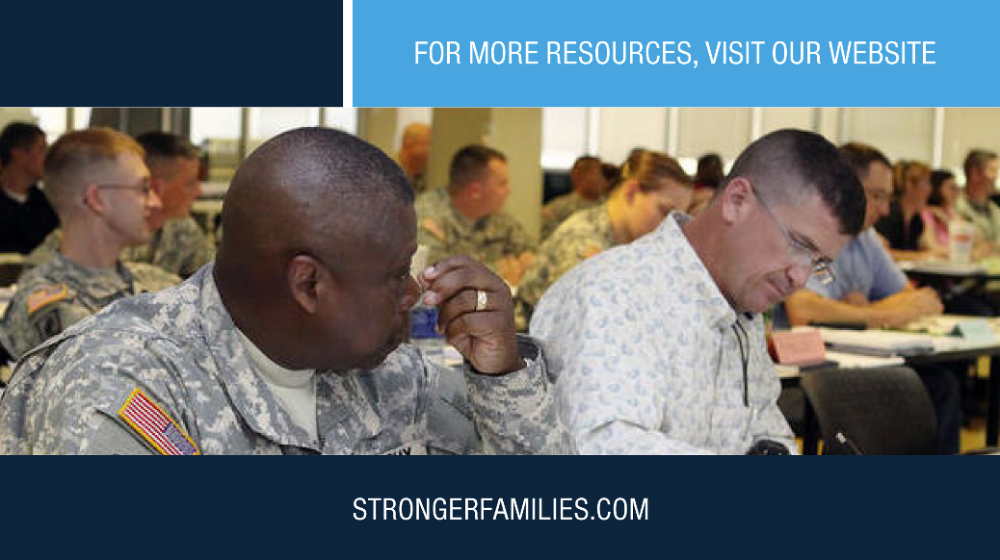 FOR MORE RESOURCES, VISIT OUR WEBSITE
STRONGERFAMILIES.COM